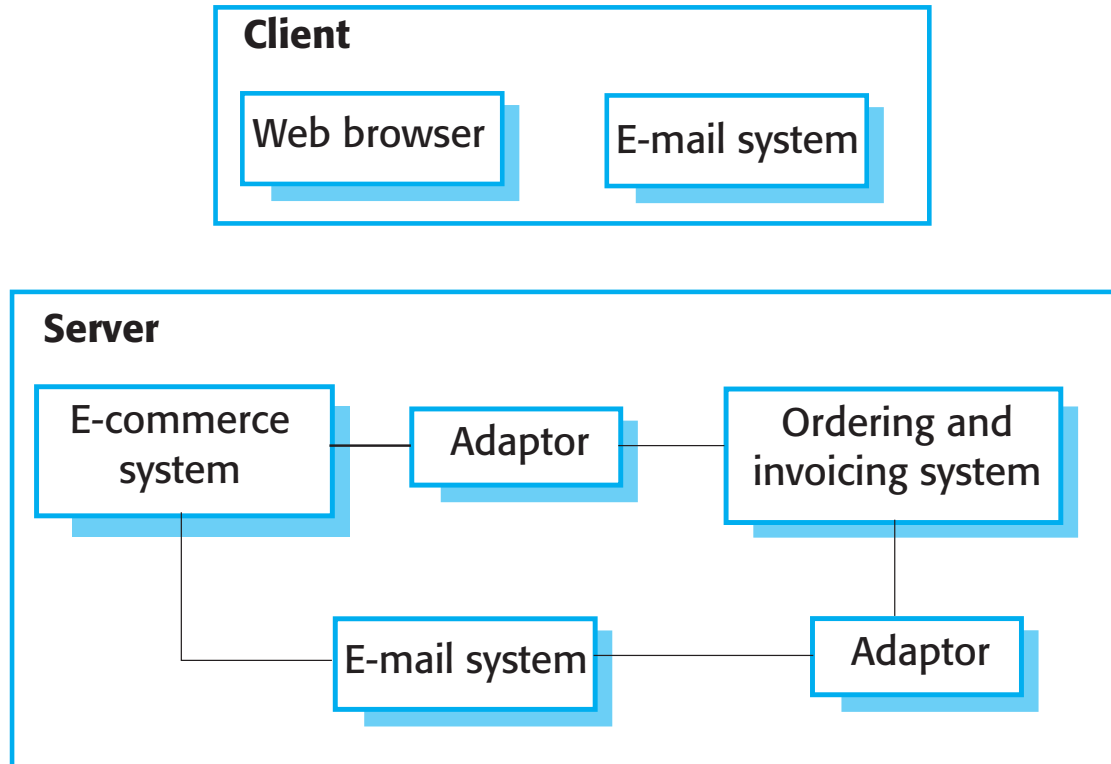 Client
Web browser
E-mail system
Server
E-commerce
system
Adaptor
Ordering and
invoicing system
E-mail system
Adaptor